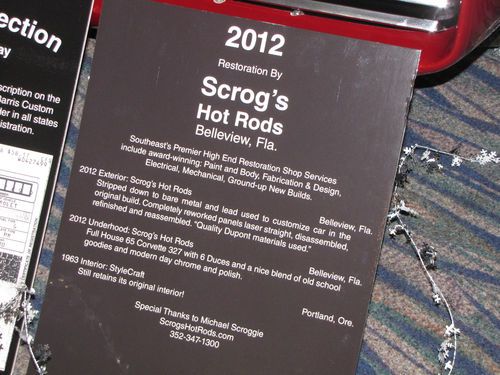 ection
ay
escription on the
arris Custom
der in all states
istration.
2012
Restoration By
Scrog's
Hot Rods
Belleview, Fla.
Southeast's Premier High End Restoration Shop Services
include award-winning: Paint and Body, Fabrication & Design,
Electrical, Mechanical. Ground-up New Builds.
2012 Exterior: Scrog's Hot Rods Belleview, Fla.
Stripped down to bare metal and lead used to customize car in the
original build. Completely reworked panels laser straight, disassembled,
refinished and reassembled. "Quality Dupont materials used."
2012 Underhood: Scrog's Hot Rods Belleview, Fla.
Full House 65 Corvette 327 with 6 Duces and a nice blend of old school
goodies and modern day chrome and polish.
1963 Interior: StyleCraft Portland, Ore.
Still retains its original interior!
Special Thanks to Michael Scroggie
ScrogsHotRods.com
352-347-1300